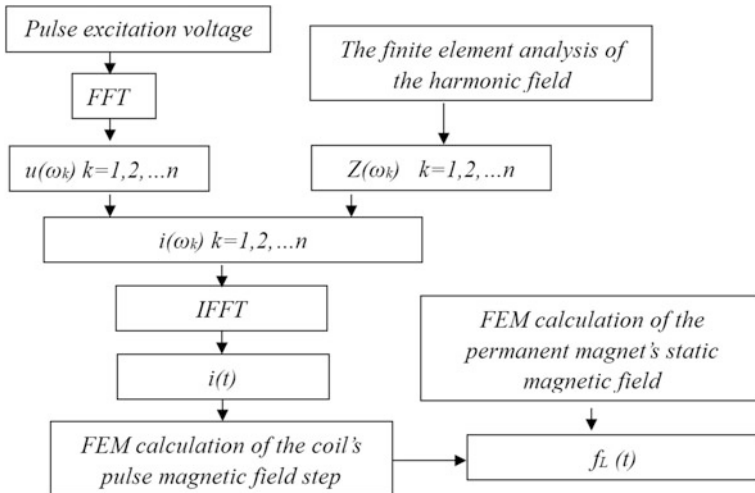 Pulse excitation voltage
The finite element analysis of
the harmonic field
FFT
u(ωₖ) k=1,2,...n
Z(ωₖ) k=1,2,...n
i(ωₖ) k=1,2,...n
IFFT
FEM calculation of the
permanent magnet's static
magnetic field
i(t)
FEM calculation of the coil's
pulse magnetic field step
f_L (t)